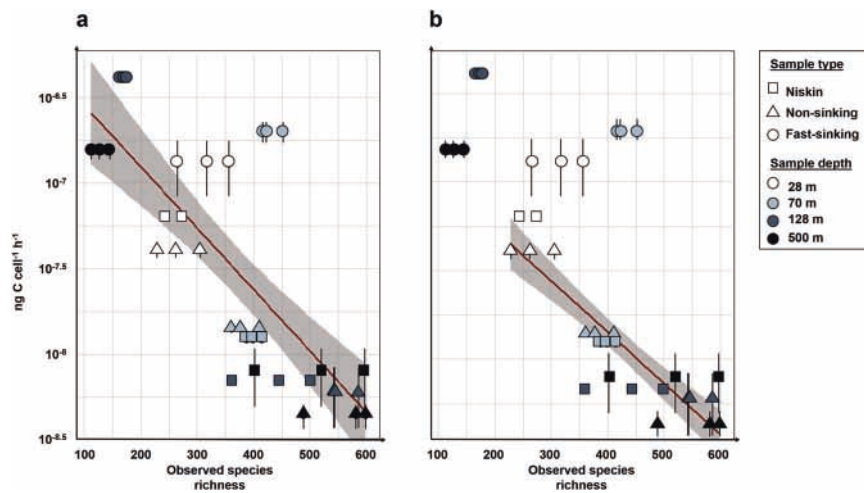 a
b
ng C cell⁻¹ h⁻¹
10⁻⁶·⁵
10⁻⁷
10⁻⁷·⁵
10⁻⁸
10⁻⁸·⁵
100 200 300 400 500 600
Observed species
richness
100 200 300 400 500 600
Observed species
richness
Sample type
Niskin
Non-sinking
Fast-sinking
Sample depth
28 m
70 m
128 m
500 m